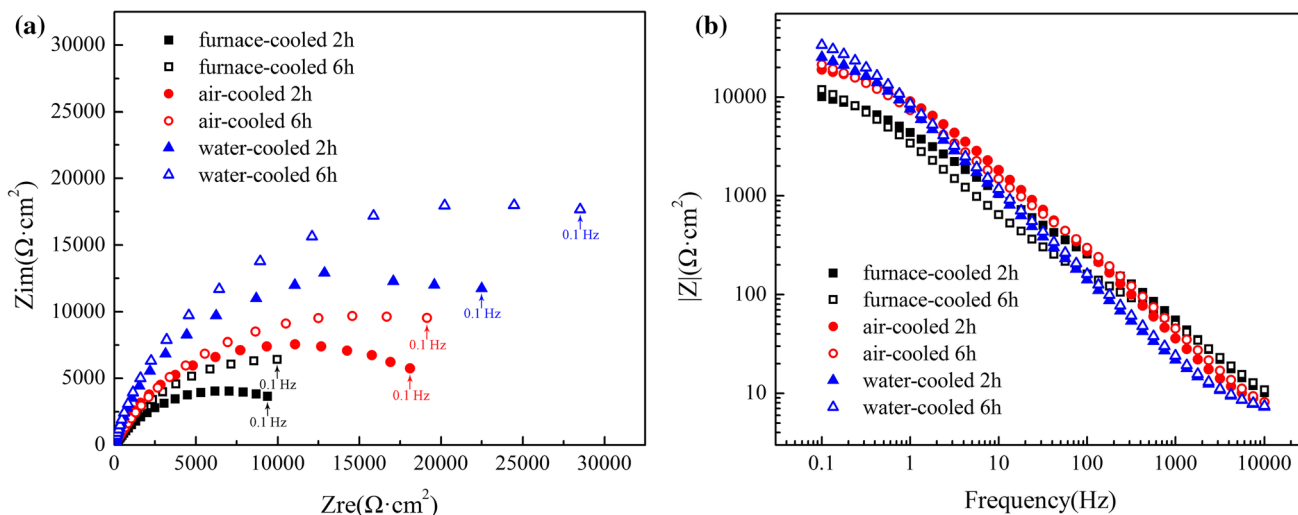 (a)
30000
25000
20000
15000
10000
5000
0
Zim(Ω·cm²)
furnace-cooled 2h
furnace-cooled 6h
air-cooled 2h
air-cooled 6h
water-cooled 2h
water-cooled 6h
0.1 Hz
0.1 Hz
0.1 Hz
0.1 Hz
0.1 Hz
0.1 Hz
0
5000
10000
15000
20000
25000
30000
Zre(Ω·cm²)
(b)
10000
1000
100
10
|Z|(Ω·cm²)
furnace-cooled 2h
furnace-cooled 6h
air-cooled 2h
air-cooled 6h
water-cooled 2h
water-cooled 6h
0.1
1
10
100
1000
10000
Frequency(Hz)